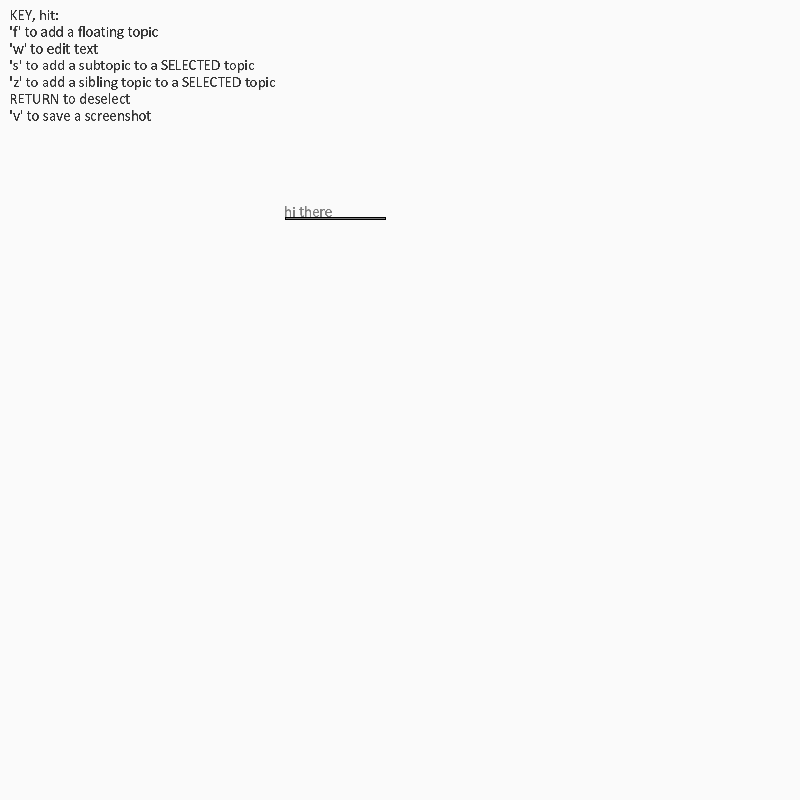 KEY, hit:
'f' to add a floating topic
'w' to edit text
's' to add a subtopic to a SELECTED topic
'z' to add a sibling topic to a SELECTED topic
RETURN to deselect
'v' to save a screenshot
hi there